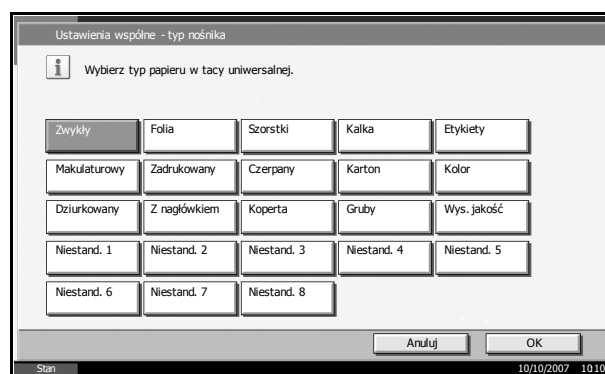 Ustawienia wspólne - typ nośnika
Wybierz typ papieru w tacy uniwersalnej.
Zwykły Folia Szorstki Kalka Etykiety
Makulaturowy Zadrukowany Czerpany Karton Kolor
Dziurkowany Z nagłówkiem Koperta Gruby Wys. jakość
Niestand. 1 Niestand. 2 Niestand. 3 Niestand. 4 Niestand. 5
Niestand. 6 Niestand. 7 Niestand. 8
Anuluj OK
Stan 10/10/2007 10:10